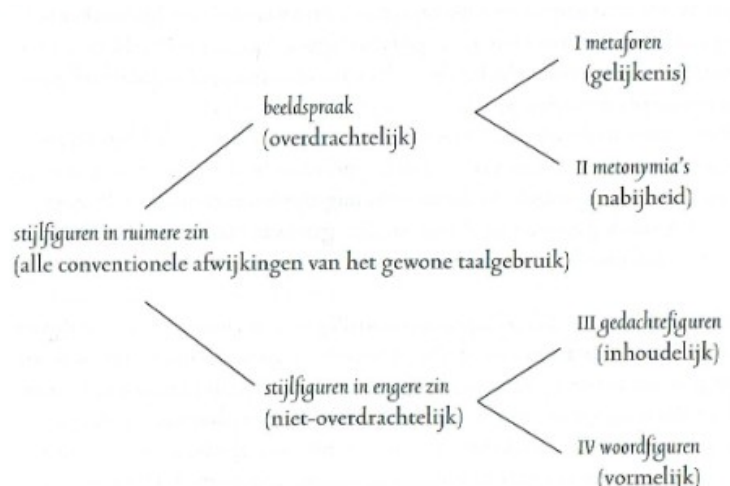 I metaforen
(gelijkenis)
beeldspraak
(overdrachtelijk)
II metonymia's
(nabijheid)
stijlfiguren in ruimere zin
(alle conventionele afwijkingen van het gewone taalgebruik)
III gedachtefiguren
(inhoudelijk)
stijlfiguren in engere zin
(niet-overdrachtelijk)
IV woordfiguren
(vormelijk)